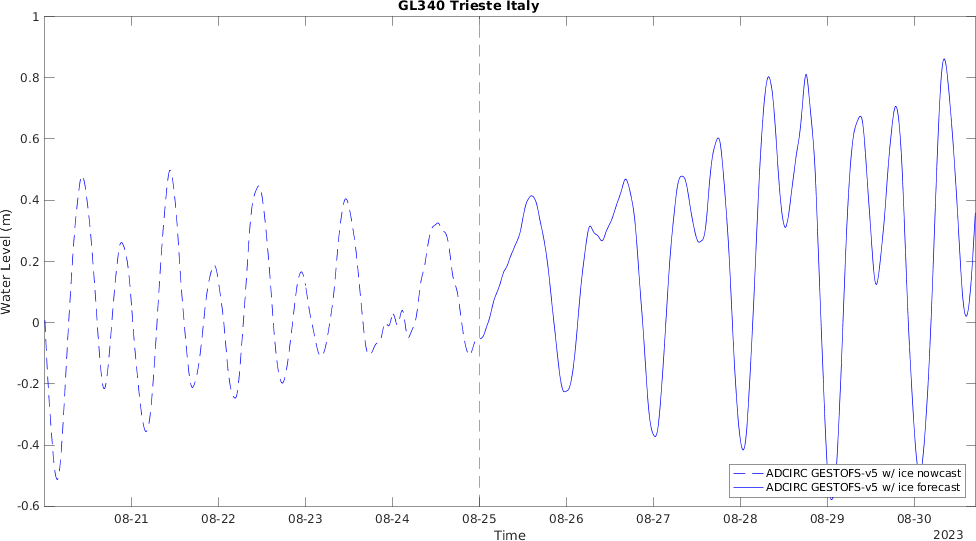 GL340 Trieste Italy
1
0.8
0.6
0.4
0.2
0
-0.2
-0.4
-0.6
Water Level (m)
ADCIRC GESTOFS-v5 w/ ice nowcast
ADCIRC GESTOFS-v5 w/ ice forecast
08-21 08-22 08-23 08-24 08-25 08-26 08-27 08-28 08-29 08-30
Time
2023